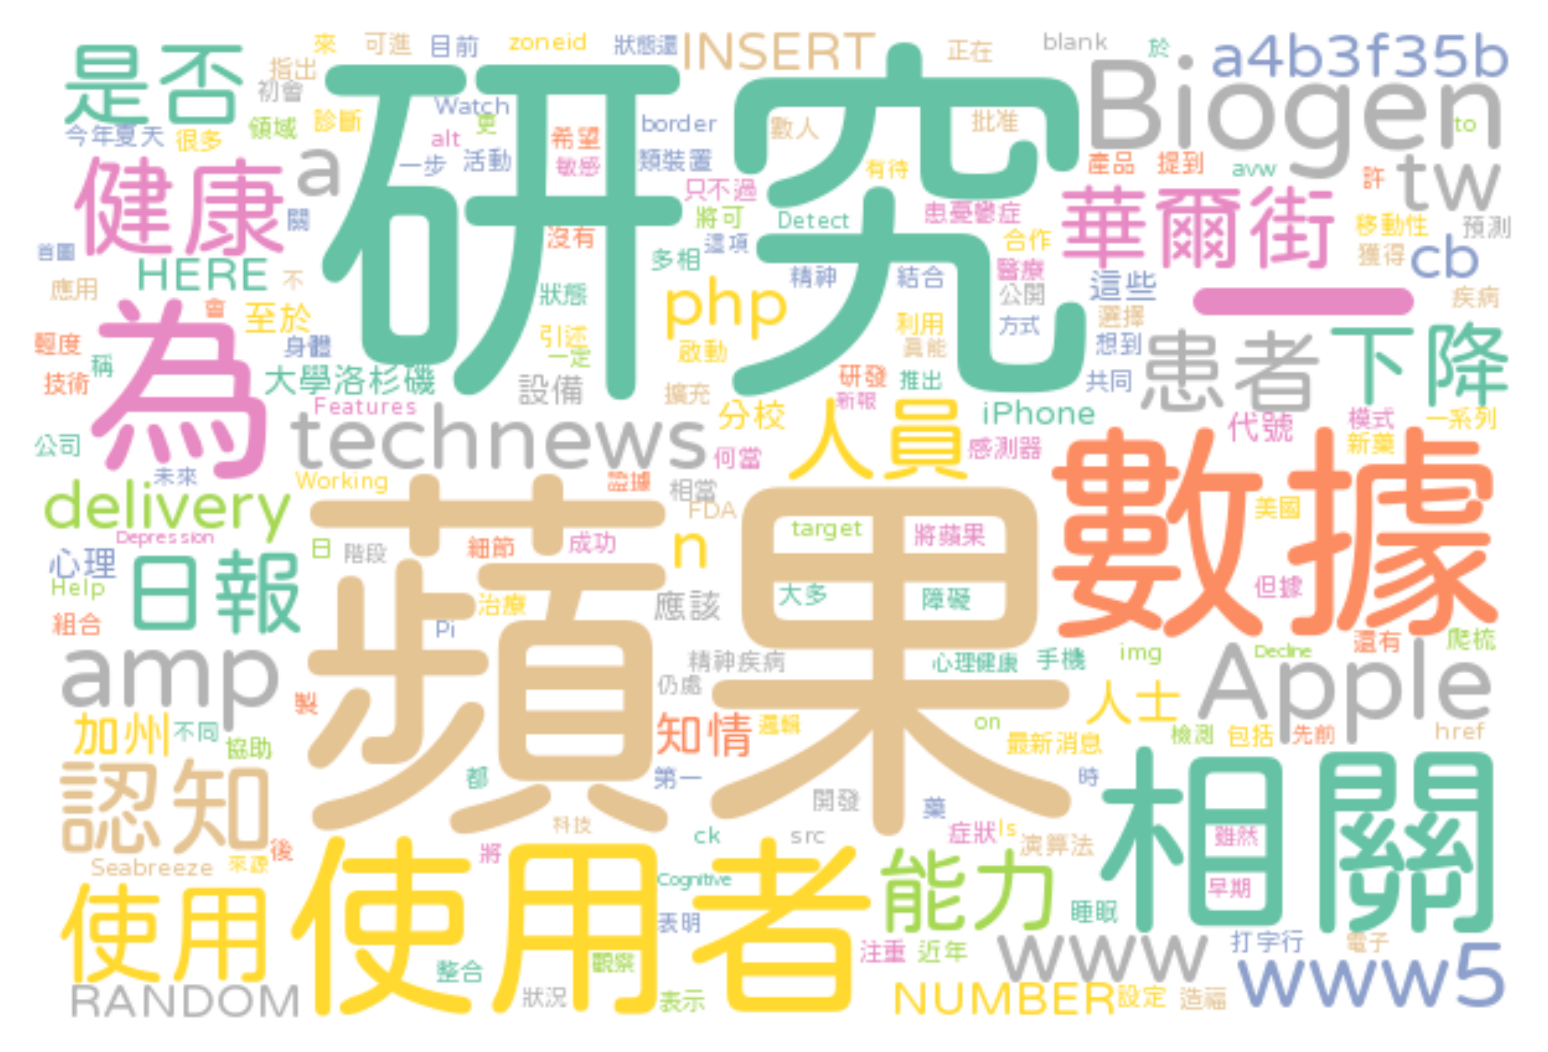 是否
來
可進
目前
zoneid
狀態還
INSERT
正在
blank
於
a4b3f35b
指出
初會
Watch
更
Biogen
今年夏天
很多
領域
診斷
alt
希望
border
數人
批准
to
研究
健康
a
一步
活動
敏感
類裝置
有待
產品
提到
avw
許
tw
關
只不過
將可
Detect
患憂鬱症
華爾街
移動性
預測
首圖
HERE
不
沒有
多相
這項
合作
獲得
cb
應用
狀態
精神
結合
醫療
公開
這些
一
疾病
為
會
至於
php
利用
方式
選擇
輕度
身體
引述
一定
啟動
真能
想到
患者
下降
稱
技術
大學洛杉磯
設備
擴充
研發
推出
共同
Features
technews
分校
新報
人員
iPhone
代號
模式
一系列
公司
何當
感測器
新藥
未來
Working
證據
相當
數據
delivery
FDA
target
將蘋果
美國
Depression
日
階段
細節
成功
n
心理
日報
蘋果
Help
治療
應該
大多
障礙
但據
組合
Pi
還有
爬梳
amp
精神疾病
心理健康
手機
img
Decline
Apple
仍處
製
人士
加州
不同
協助
知情
邏輯
on
最新消息
檢測
包括
先前
href
認知
都
第一
時
相關
開發
藥
科技
ck
src
症狀
ls
演算法
雖然
後
將
Seabreeze
來源
Cognitive
能力
早期
使用
使用者
表明
睡眠
注重
近年
www
打字行
電子
整合
觀察
www5
RANDOM
狀況
表示
NUMBER
設定
造福